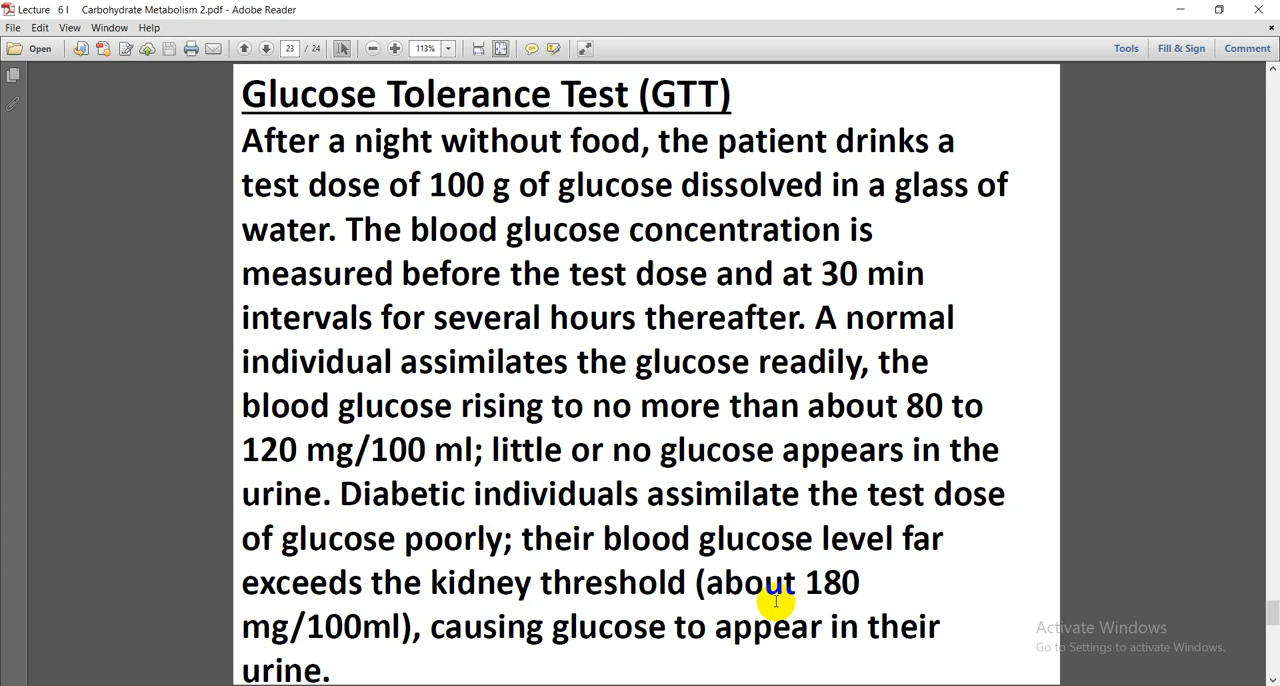 Lecture 6 I Carbohydrate Metabolism 2.pdf - Adobe Reader
File Edit View Window Help
Open 23 / 24 113% Tools Fill & Sign Comment
Glucose Tolerance Test (GTT)
After a night without food, the patient drinks a
test dose of 100 g of glucose dissolved in a glass of
water. The blood glucose concentration is
measured before the test dose and at 30 min
intervals for several hours thereafter. A normal
individual assimilates the glucose readily, the
blood glucose rising to no more than about 80 to
120 mg/100 ml; little or no glucose appears in the
urine. Diabetic individuals assimilate the test dose
of glucose poorly; their blood glucose level far
exceeds the kidney threshold (about 180
mg/100ml), causing glucose to appear in their
urine.
Activate Windows
Go to Settings to activate Windows.